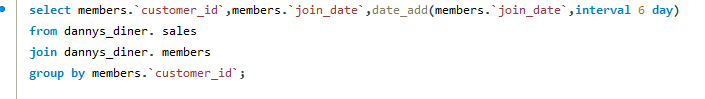 select members.`customer_id`,members.`join_date`,date_add(members.`join_date`,interval 6 day)
from dannys_diner. sales
join dannys_diner. members
group by members.`customer_id`;